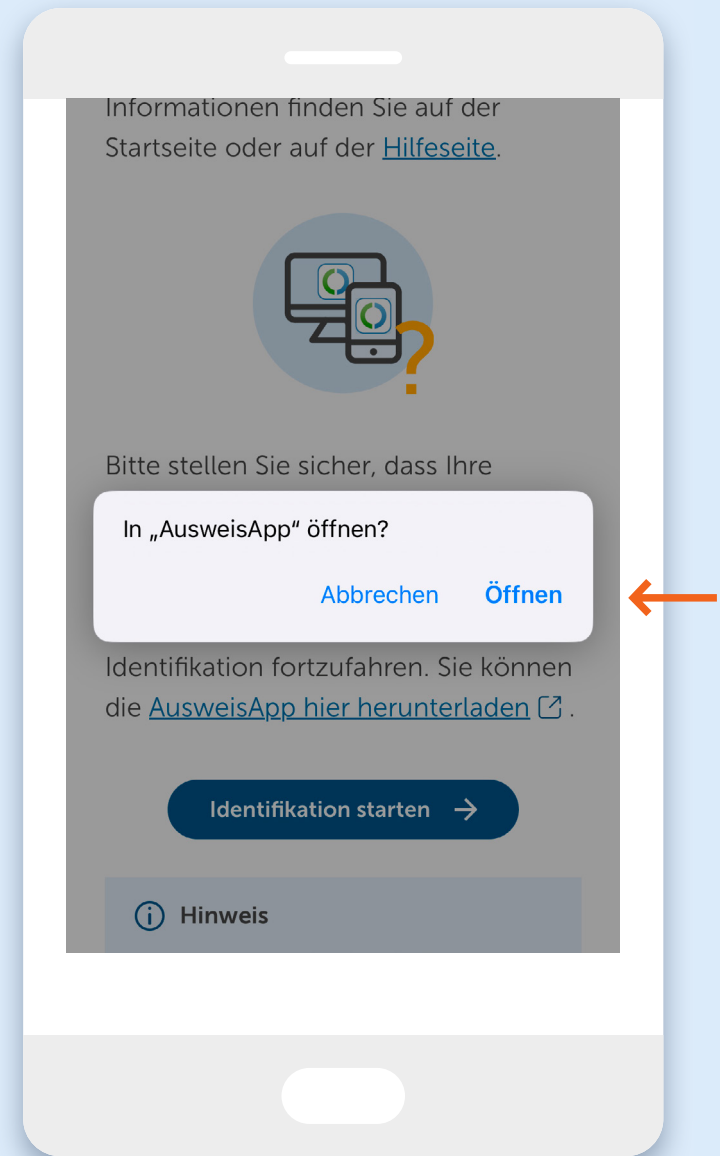 Informationen finden Sie auf der
Startseite oder auf der Hilfeseite.
?
Bitte stellen Sie sicher, dass Ihre
In „AusweisApp“ öffnen?
Abbrechen Öffnen
Identifikation fortzufahren. Sie können
die AusweisApp hier herunterladen .
Identifikation starten →
Hinweis